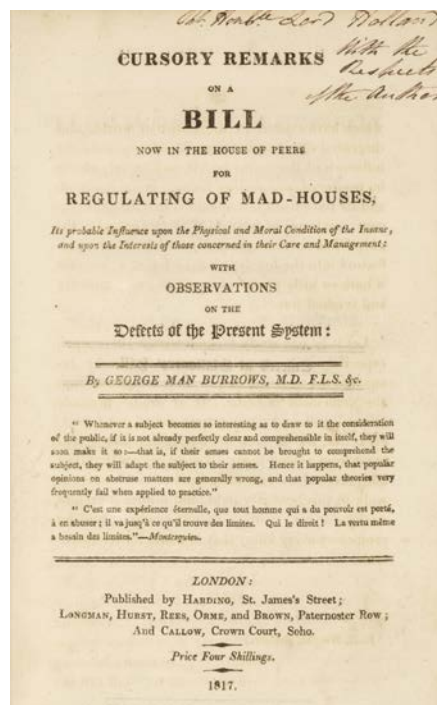 Rt. Honble Lord Holland
With the
Respects
of the Author
CURSORY REMARKS
ON A
BILL
NOW IN THE HOUSE OF PEERS
FOR
REGULATING OF MAD-HOUSES,
Its probable Influence upon the Physical and Moral Condition of the Insane,
and upon the Interests of those concerned in their Care and Management:
WITH
OBSERVATIONS
ON THE
Defects of the Present System:
By GEORGE MAN BURROWS, M.D. F.L.S. &c.
" Whenever a subject becomes so interesting as to draw to it the consideration
of the public, if it is not already perfectly clear and comprehensible in itself, they will
soon make it so:—that is, if their senses cannot be brought to comprehend the
subject, they will adapt the subject to their senses. Hence it happens, that popular
opinions on abstruse matters are generally wrong, and that popular theories very
frequently fail when applied to practice."
" C'est une expérience éternelle, que tout homme qui a du pouvoir est porté,
à en abuser; il va jusq'à ce qu'il trouve des limites. Qui le diroit! La vertu même
a besoin des limites."—Montesquieu.
LONDON:
Published by HARDING, St. James's Street;
LONGMAN, HURST, REES, ORME, and BROWN, Paternoster Row;
And CALLOW, Crown Court, Soho.
Price Four Shillings.
1817.